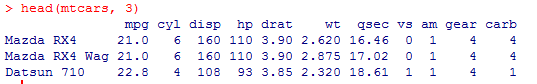 > head(mtcars, 3)
               mpg cyl disp  hp drat    wt  qsec vs am gear carb
Mazda RX4     21.0   6  160 110 3.90 2.620 16.46  0  1    4    4
Mazda RX4 Wag 21.0   6  160 110 3.90 2.875 17.02  0  1    4    4
Datsun 710    22.8   4  108  93 3.85 2.320 18.61  1  1    4    1